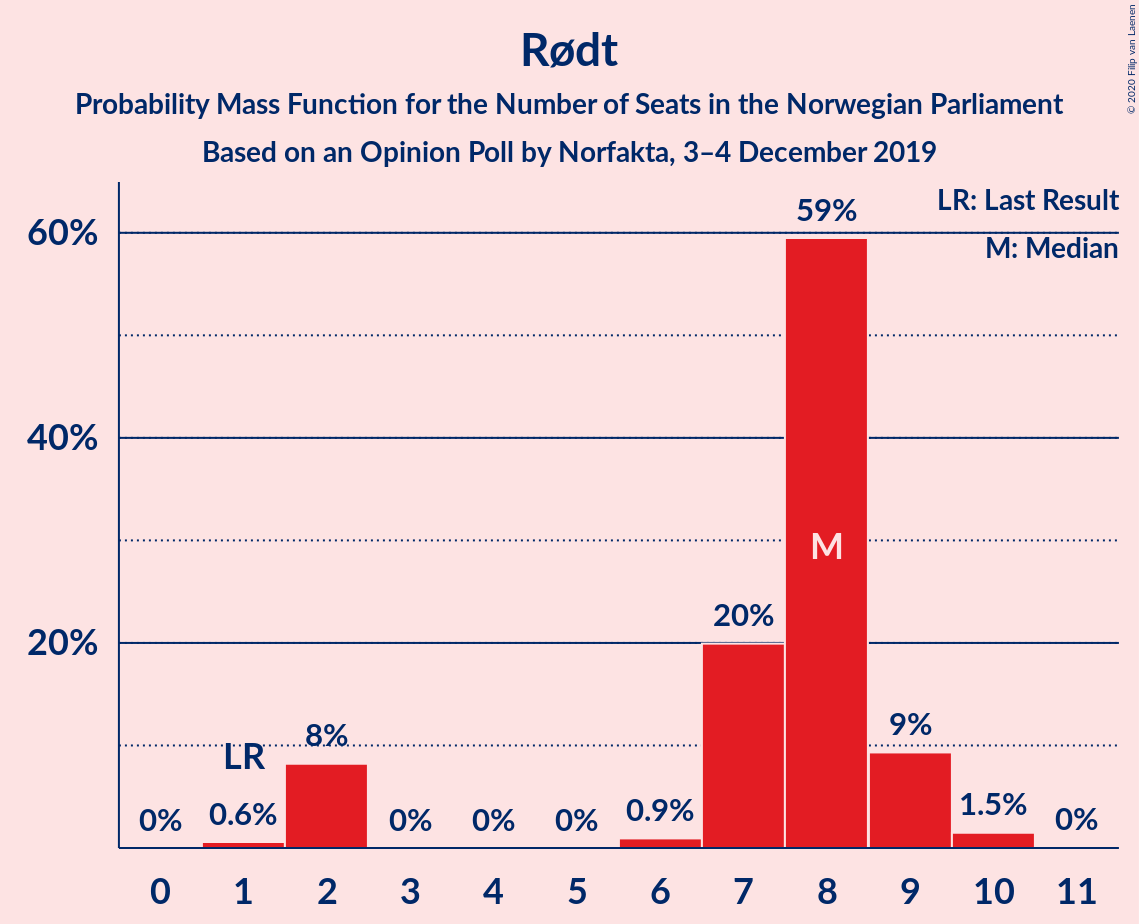 Rødt
Probability Mass Function for the Number of Seats in the Norwegian Parliament
Based on an Opinion Poll by Norfakta, 3–4 December 2019
© 2020 Filip van Laenen
LR: Last Result
M: Median
60%
40%
20%
0%
0.6%
LR
8%
0%
0%
0%
0.9%
20%
59%
M
9%
1.5%
0%
0 1 2 3 4 5 6 7 8 9 10 11